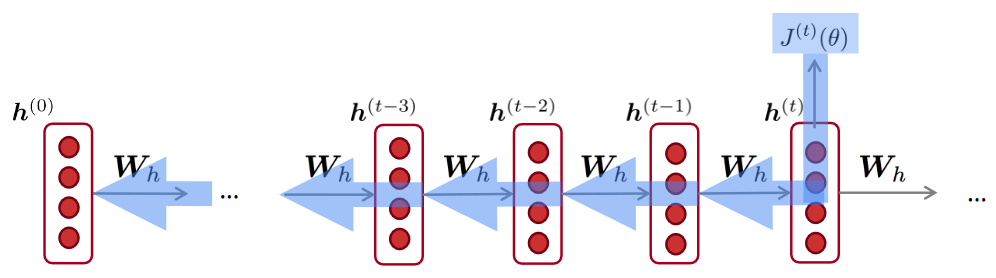 J^{(t)}(θ)
h^{(0)} h^{(t−3)} h^{(t−2)} h^{(t−1)} h^{(t)}
W_h ... W_h W_h W_h W_h W_h ...